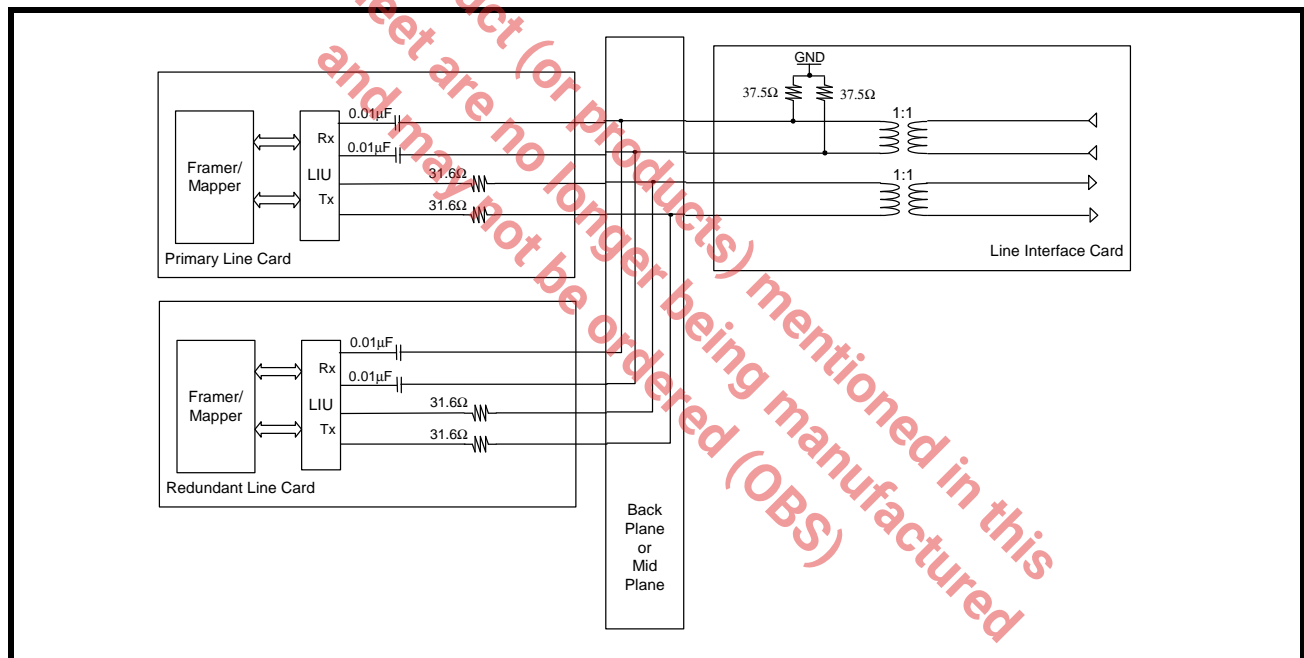 GND
37.5Ω
37.5Ω
1:1
1:1
Line Interface Card
0.01µF
0.01µF
31.6Ω
31.6Ω
Rx
LIU
Tx
Framer/
Mapper
Primary Line Card
0.01µF
0.01µF
31.6Ω
31.6Ω
Rx
LIU
Tx
Framer/
Mapper
Redundant Line Card
Back
Plane
or
Mid
Plane
(or products) mentioned in this
are no longer being manufactured
and may not be ordered (OBS)